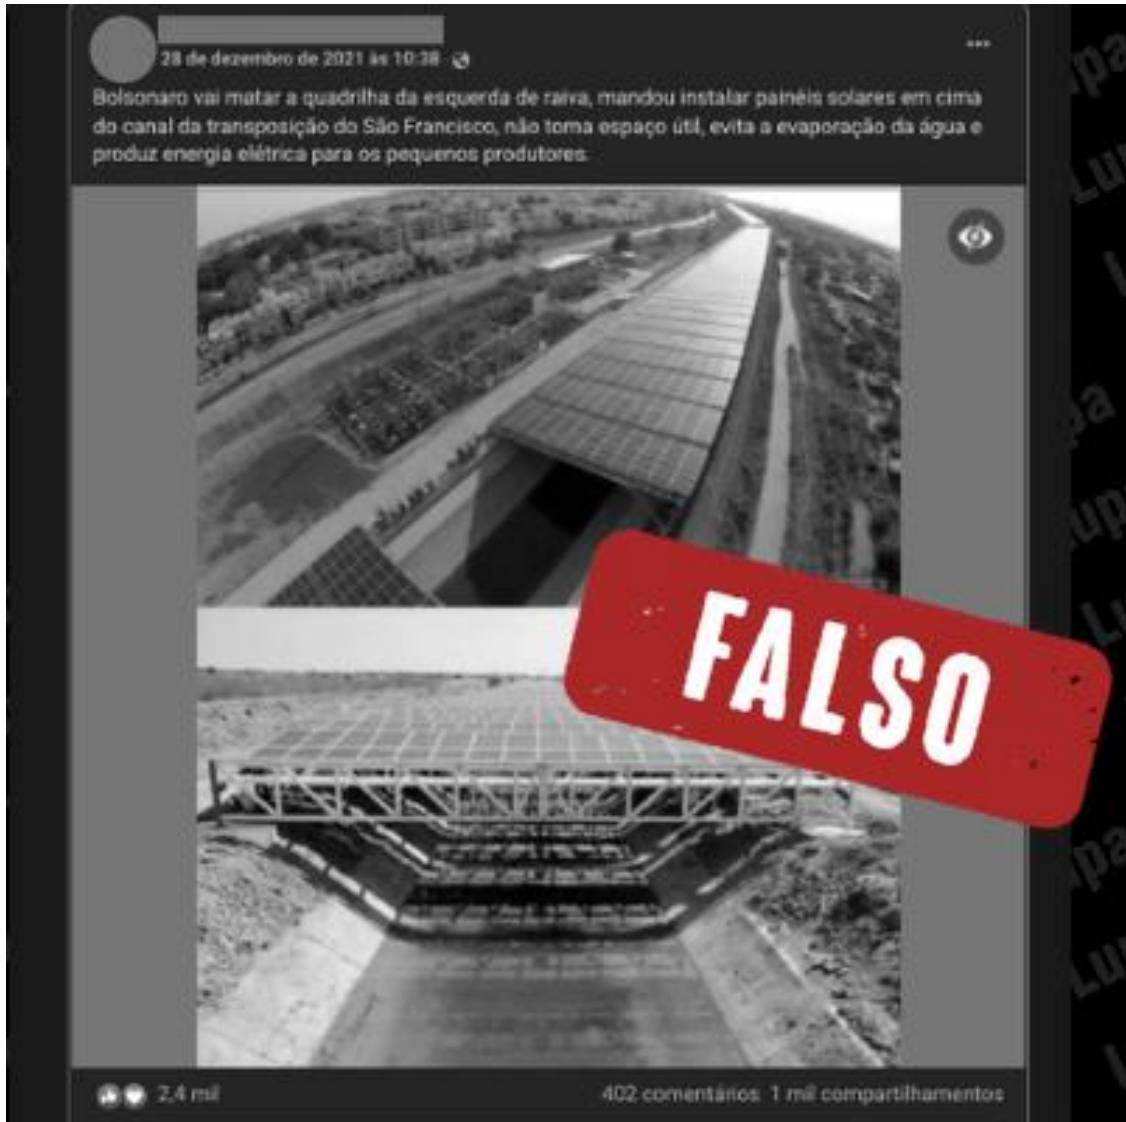 28 de dezembro de 2021 às 10:38
Bolsonaro vai matar a quadrilha da esquerda de raiva, mandou instalar painéis solares em cima
do canal da transposição do São Francisco, não toma espaço útil, evita a evaporação da água e
produz energia elétrica para os pequenos produtores.
FALSO
2,4 mil
402 comentários 1 mil compartilhamentos
Lupa